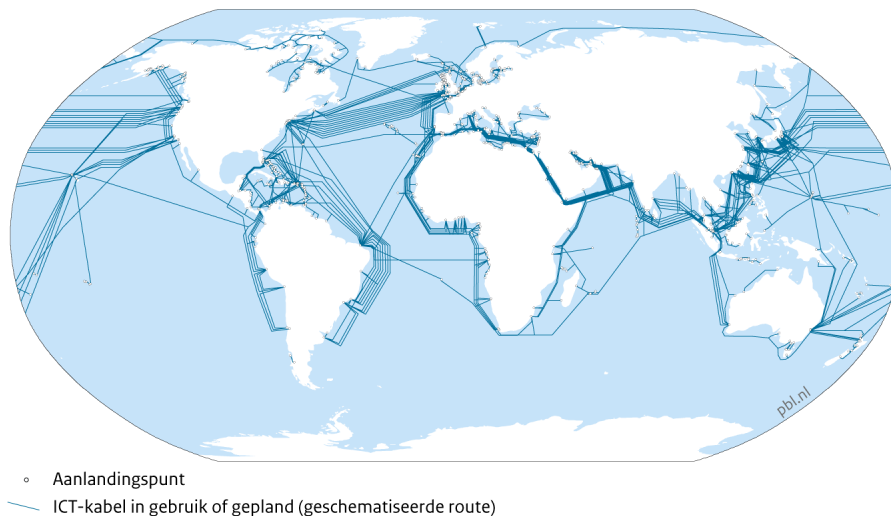 pbl.nl
Aanlandingspunt
ICT-kabel in gebruik of gepland (geschematiseerde route)